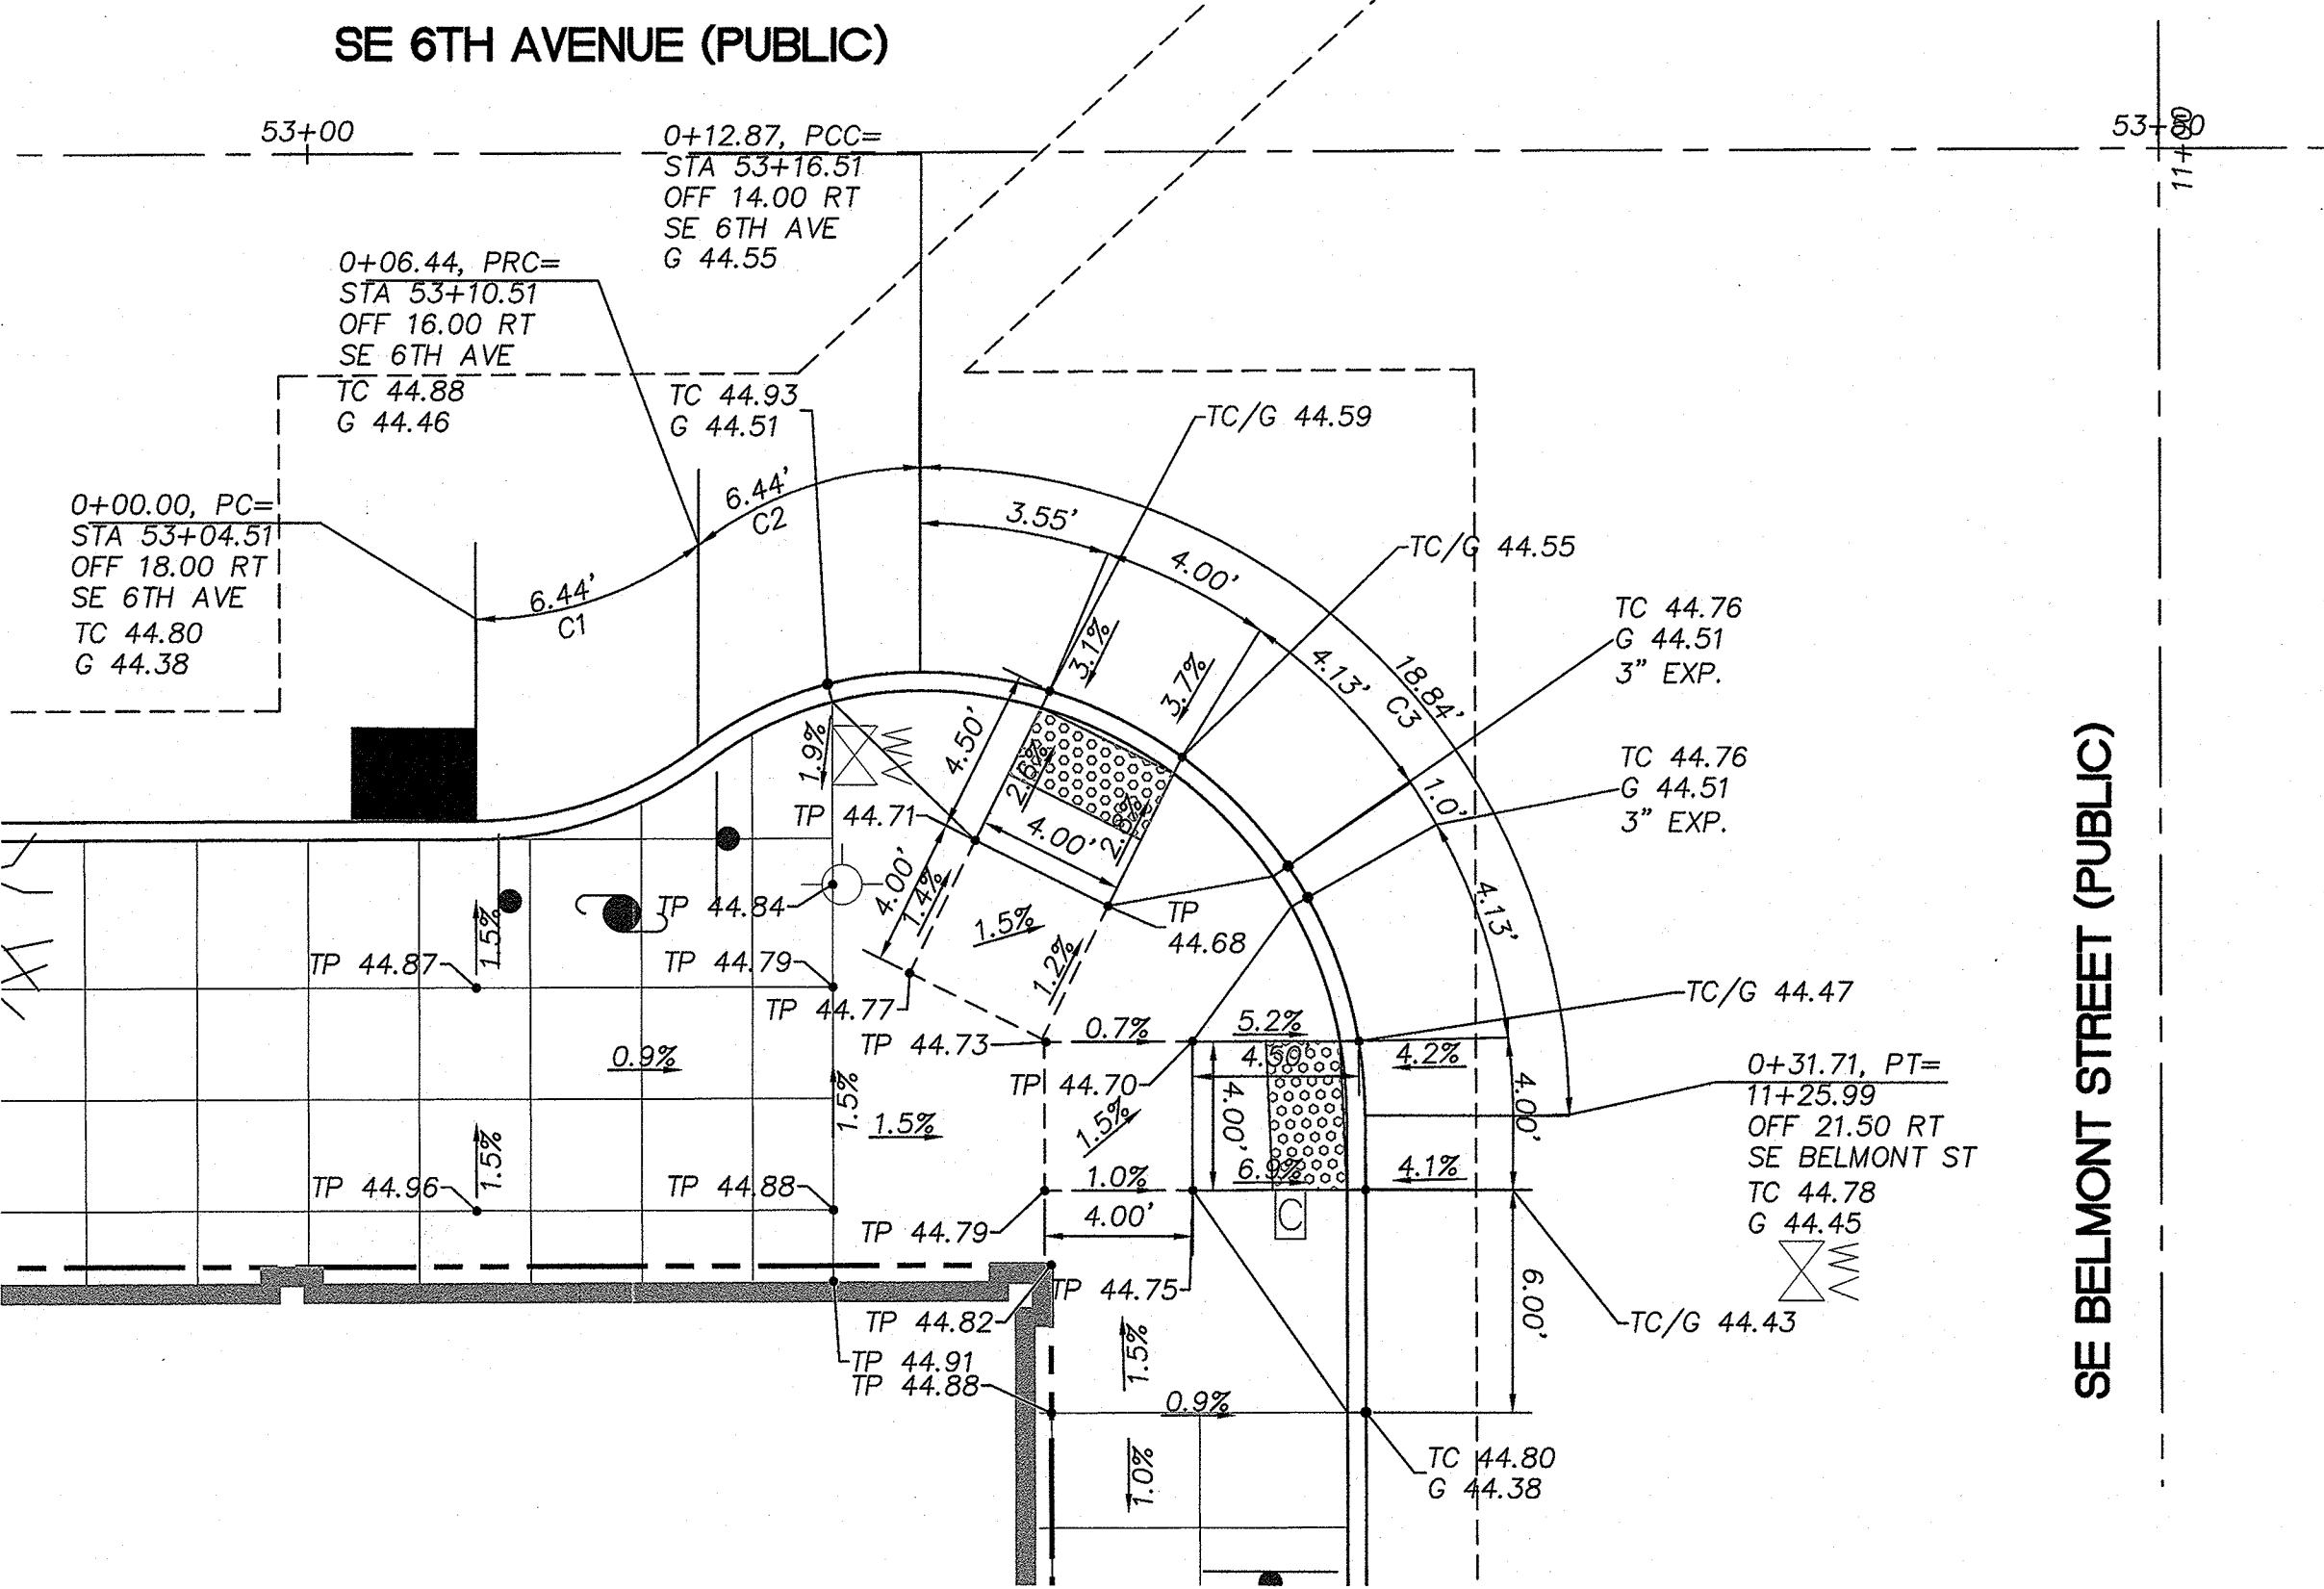 SE 6TH AVENUE (PUBLIC)
53+00
0+12.87, PCC=
STA 53+16.51
OFF 14.00 RT
SE 6TH AVE
G 44.55
11+00
0+06.44, PRC=
STA 53+10.51
OFF 16.00 RT
SE 6TH AVE
TC 44.88
G 44.46
TC 44.93
G 44.51
TC/G 44.59
0+00.00, PC=
STA 53+04.51
OFF 18.00 RT
SE 6TH AVE
TC 44.80
G 44.38
6.44'
C1
6.44'
C2
3.55'
4.00'
TC/G 44.55
4.13'
C3
18.84'
TC 44.76
G 44.51
3" EXP.
TC 44.76
G 44.51
3" EXP.
1.0'
4.13'
3.1%
3.7%
1.9%
4.50'
4.00'
4.00'
1.4%
TP 44.71
TP 44.84
TP 44.87
1.5%
TP 44.79
TP 44.77
TP 44.73
1.5%
1.2%
TP
44.68
0.7%
5.2%
4.2%
TC/G 44.47
0.9%
TP 44.70
4.00'
4.00'
0+31.71, PT=
11+25.99
OFF 21.50 RT
SE BELMONT ST
TC 44.78
G 44.45
1.5%
1.5%
1.5%
1.5%
TP 44.96
TP 44.88
1.0%
6.9%
4.1%
C
TP 44.79
4.00'
TP 44.75
6.00'
TP 44.82
TC/G 44.43
TP 44.91
TP 44.88
1.5%
0.9%
1.0%
TC 44.80
G 44.38
SE BELMONT STREET (PUBLIC)